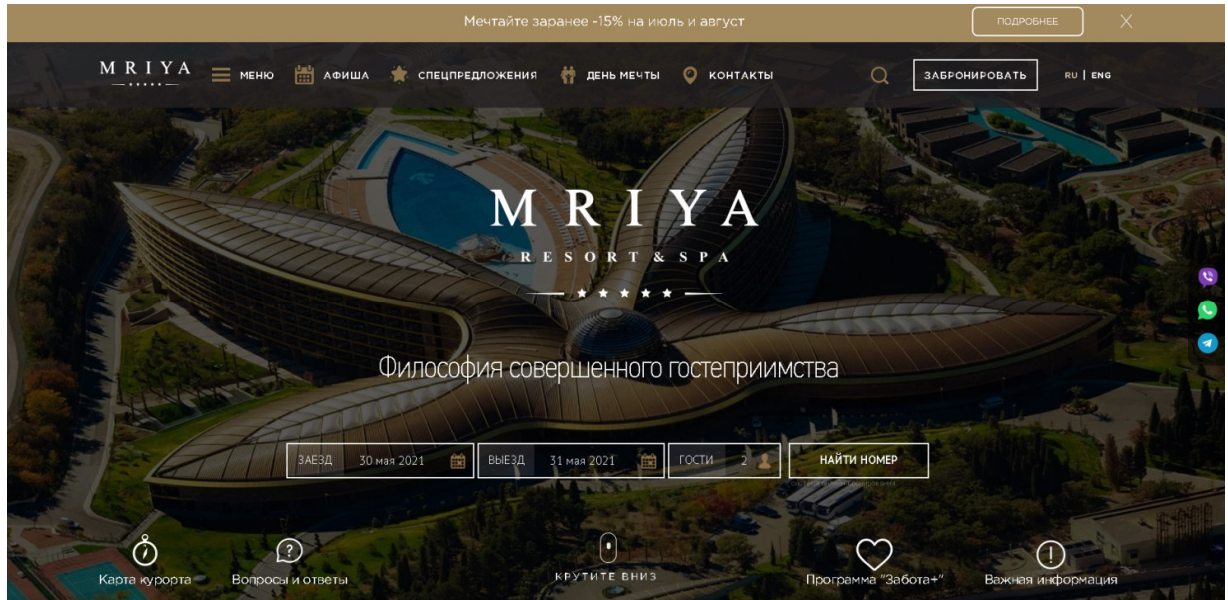 Мечтайте заранее -15% на июль и август
ПОДРОБНЕЕ
X
MRIYA
МЕНЮ
АФИША
СПЕЦПРЕДЛОЖЕНИЯ
ДЕНЬ МЕЧТЫ
КОНТАКТЫ
ЗАБРОНИРОВАТЬ
RU | ENG
MRIYA
RESORT & SPA
Философия совершенного гостеприимства
ЗАЕЗД 30 мая 2021
ВЫЕЗД 31 мая 2021
ГОСТИ 2
НАЙТИ НОМЕР
Карта курорта
Вопросы и ответы
КРУТИТЕ ВНИЗ
Программа "Забота+"
Важная информация